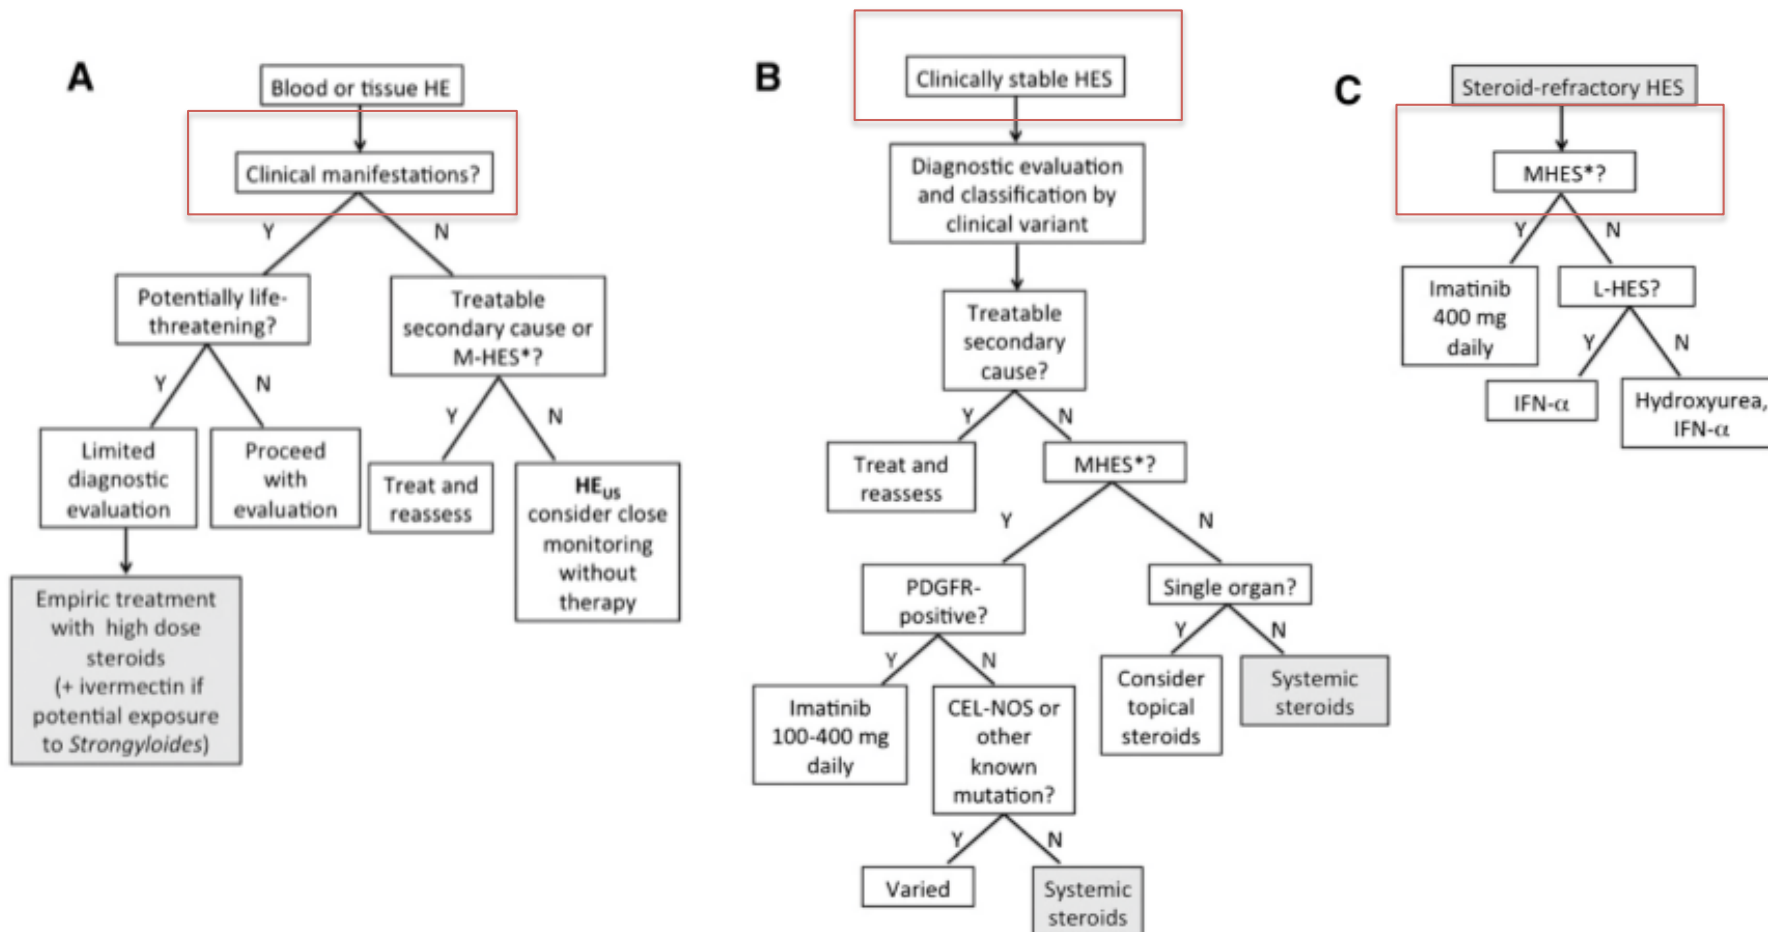 A
Blood or tissue HE
Clinical manifestations?
Y
N
Potentially life-
threatening?
Treatable
secondary cause or
M-HES*?
Y
N
Y
N
Limited
diagnostic
evaluation
Proceed
with
evaluation
Treat and
reassess
HEUS
consider close
monitoring
without
therapy
Empiric treatment
with high dose
steroids
(+ ivermectin if
potential exposure
to Strongyloides)
B
Clinically stable HES
Diagnostic evaluation
and classification by
clinical variant
Treatable
secondary
cause?
Y
N
Treat and
reassess
MHES*?
Y
N
PDGFR-
positive?
Single organ?
Y
N
Y
N
Imatinib
100-400 mg
daily
CEL-NOS or
other
known
mutation?
Consider
topical
steroids
Systemic
steroids
Y
N
Varied
Systemic
steroids
C
Steroid-refractory HES
MHES*?
Y
N
Imatinib
400 mg
daily
L-HES?
Y
N
IFN-α
Hydroxyurea,
IFN-α